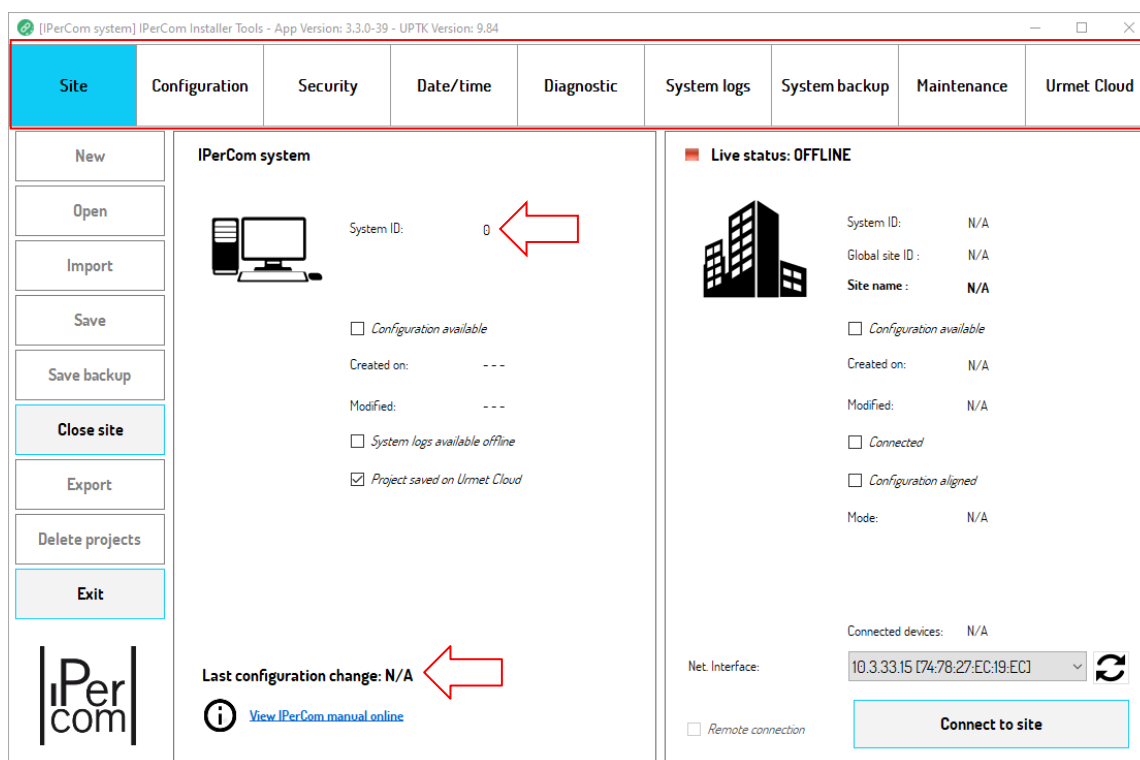 [IPerCom system] IPerCom Installer Tools - App Version: 3.3.0-39 - UPTK Version: 9.84
Site Configuration Security Date/time Diagnostic System logs System backup Maintenance Urmet Cloud
New
Open
Import
Save
Save backup
Close site
Export
Delete projects
Exit
IPer
com
IPerCom system
System ID: 0
Configuration available
Created on: ---
Modified: ---
System logs available offline
Project saved on Urmet Cloud
Last configuration change: N/A
View IPerCom manual online
Live status: OFFLINE
System ID: N/A
Global site ID : N/A
Site name : N/A
Configuration available
Created on: N/A
Modified: N/A
Connected
Configuration aligned
Mode: N/A
Connected devices: N/A
Net. Interface: 10.3.33.15 [74:78:27:EC:19:EC]
Remote connection
Connect to site